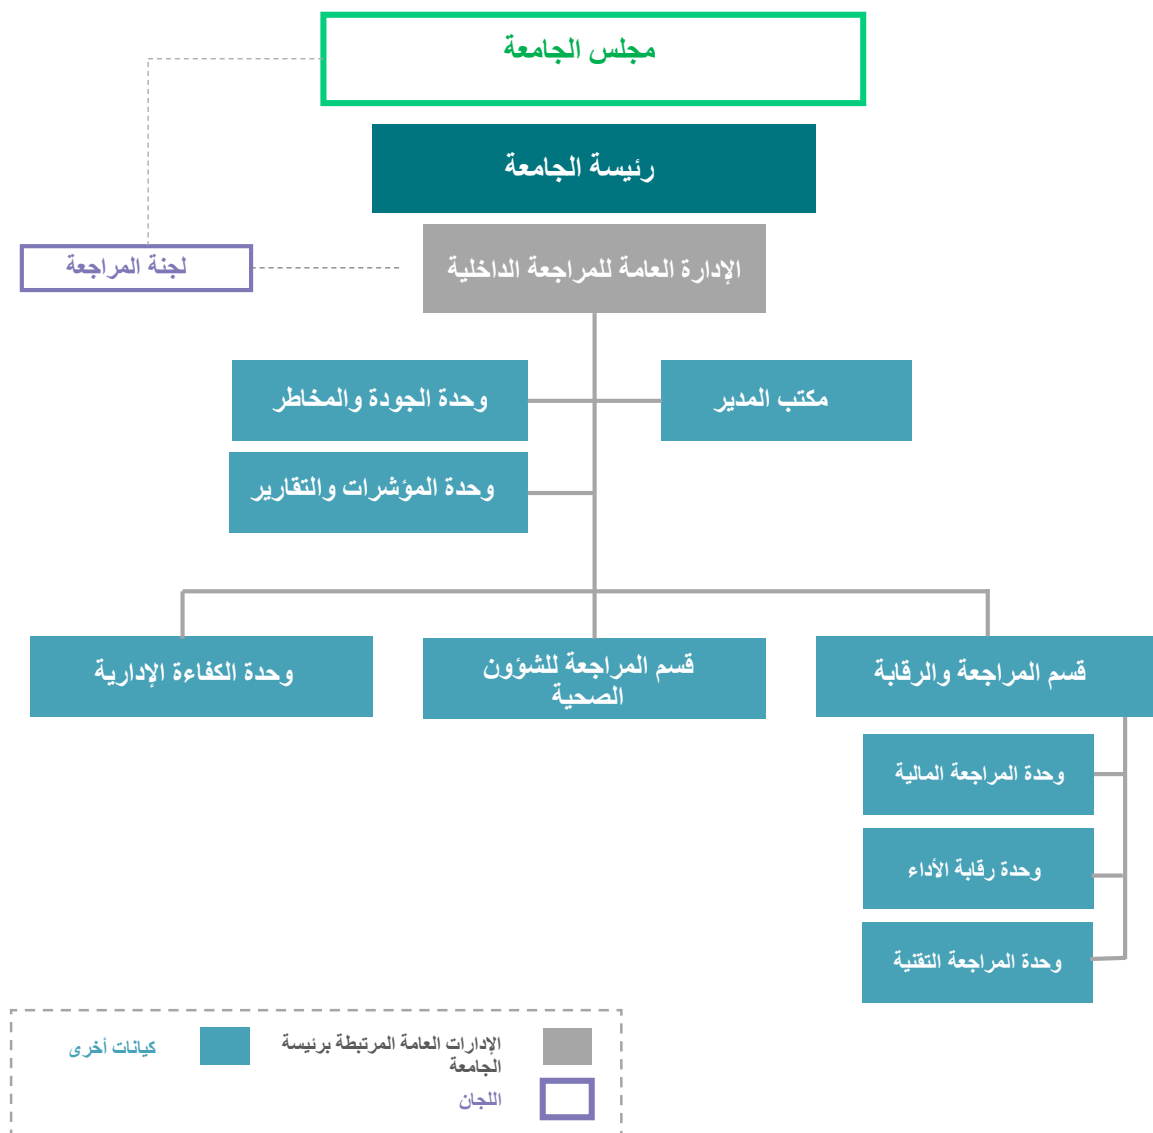 مجلس الجامعة
رئيسة الجامعة
الإدارة العامة للمراجعة الداخلية
لجنة المراجعة
مكتب المدير
وحدة الجودة والمخاطر
وحدة المؤشرات والتقارير
قسم المراجعة والرقابة
قسم المراجعة للشؤون
الصحية
وحدة الكفاءة الإدارية
وحدة المراجعة المالية
وحدة رقابة الأداء
وحدة المراجعة التقنية
الإدارات العامة المرتبطة برئيسة
الجامعة
كيانات أخرى
اللجان